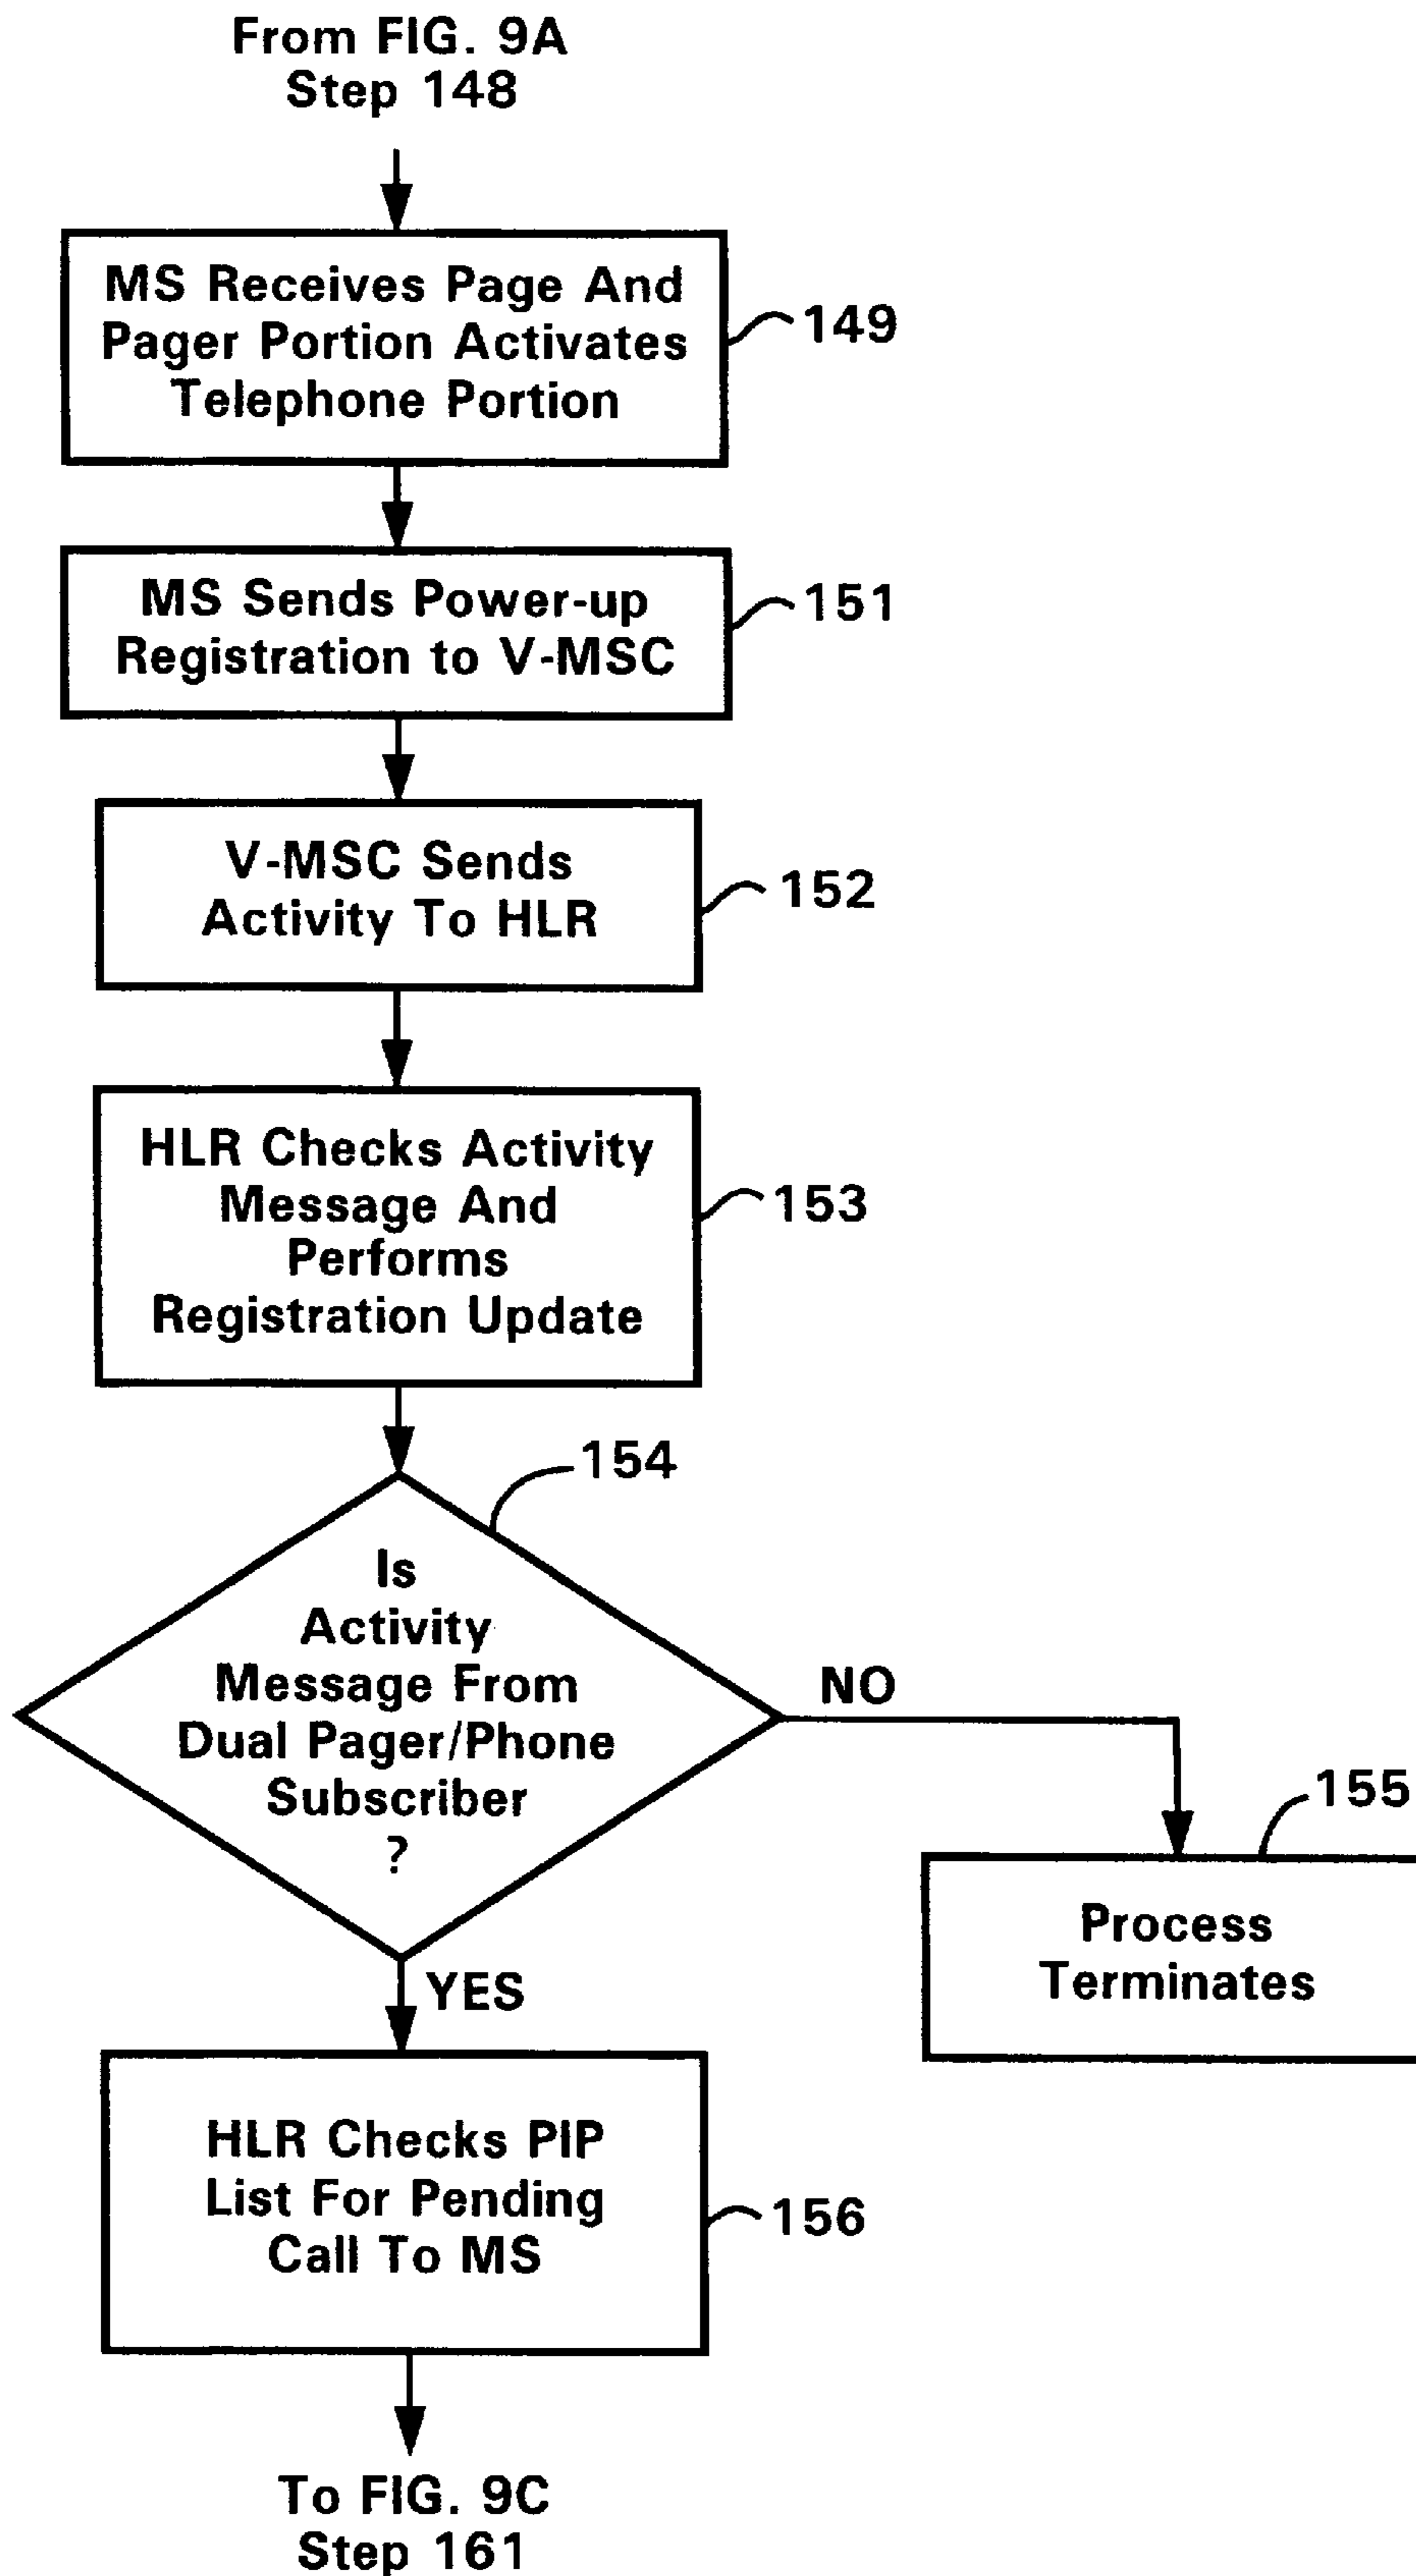 From FIG. 9A
Step 148
MS Receives Page And
Pager Portion Activates
Telephone Portion
149
MS Sends Power-up
Registration to V-MSC
151
V-MSC Sends
Activity To HLR
152
HLR Checks Activity
Message And
Performs
Registration Update
153
154
Is
Activity
Message From
Dual Pager/Phone
Subscriber
?
NO
155
Process
Terminates
YES
HLR Checks PIP
List For Pending
Call To MS
156
To FIG. 9C
Step 161